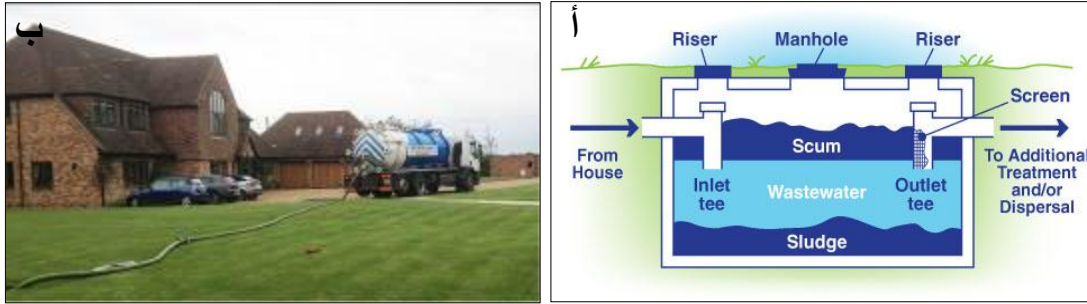 ب
أ
Riser
Manhole
Riser
Screen
Scum
From
House
To Additional
Treatment
and/or
Dispersal
Inlet
tee
Wastewater
Outlet
tee
Sludge